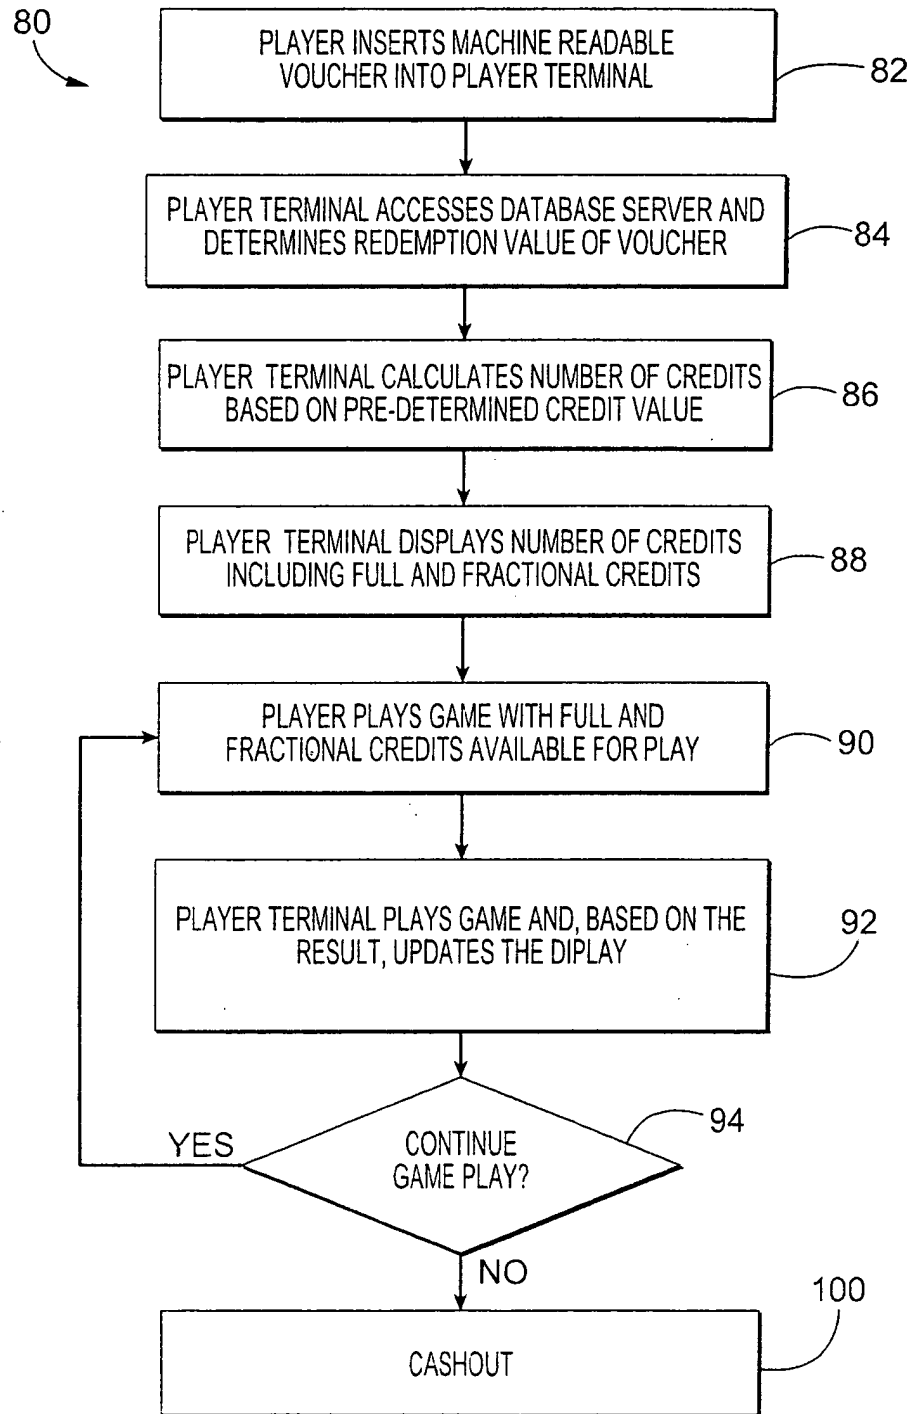 80
PLAYER INSERTS MACHINE READABLE
VOUCHER INTO PLAYER TERMINAL
82
PLAYER TERMINAL ACCESSES DATABASE SERVER AND
DETERMINES REDEMPTION VALUE OF VOUCHER
84
PLAYER TERMINAL CALCULATES NUMBER OF CREDITS
BASED ON PRE-DETERMINED CREDIT VALUE
86
PLAYER TERMINAL DISPLAYS NUMBER OF CREDITS
INCLUDING FULL AND FRACTIONAL CREDITS
88
PLAYER PLAYS GAME WITH FULL AND
FRACTIONAL CREDITS AVAILABLE FOR PLAY
90
PLAYER TERMINAL PLAYS GAME AND, BASED ON THE
RESULT, UPDATES THE DIPLAY
92
CONTINUE
GAME PLAY?
94
YES
NO
CASHOUT
100